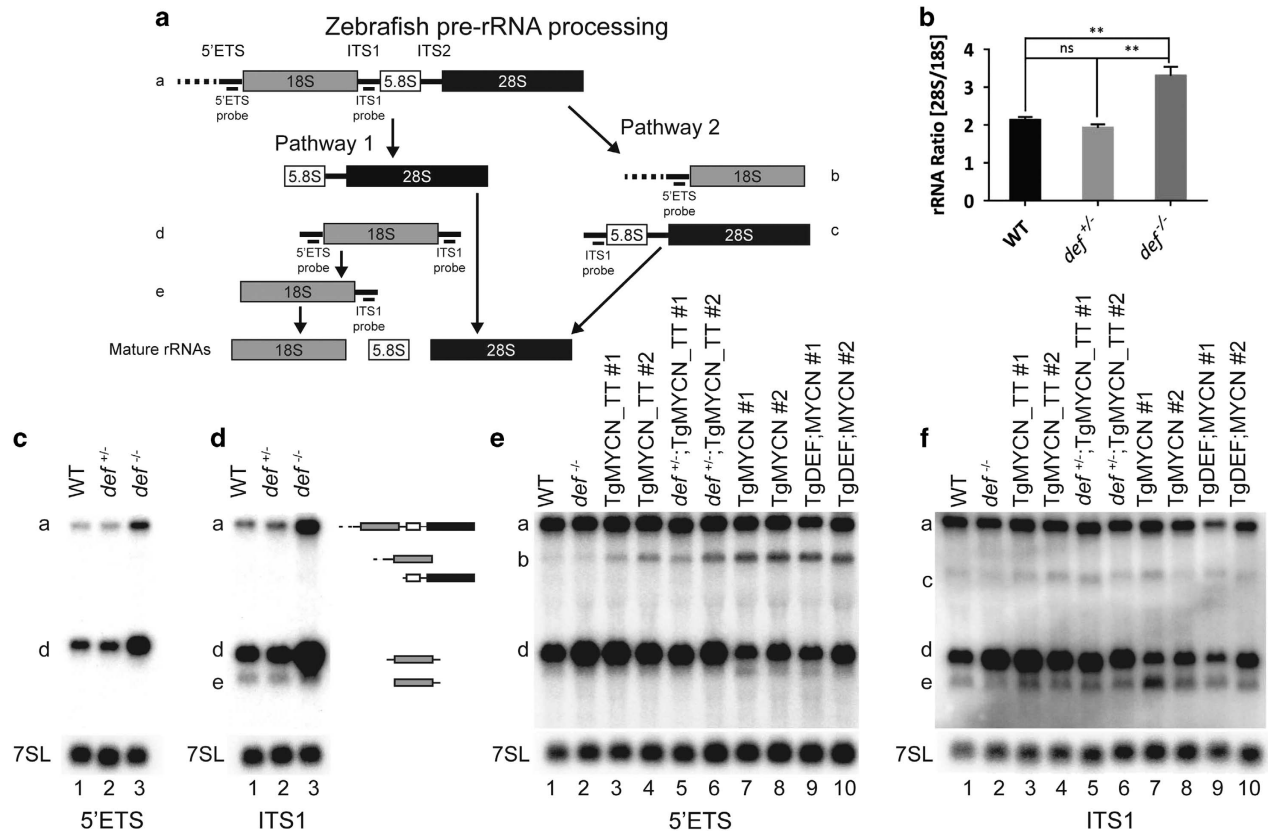 a
Zebrafish pre-rRNA processing
5'ETS ITS1 ITS2
a 18S 5.8S 28S
5'ETS probe
ITS1 probe
Pathway 1
Pathway 2
5.8S 28S
18S b
5'ETS probe
d 18S
5.8S 28S c
5'ETS probe
ITS1 probe
ITS1 probe
e 18S
ITS1 probe
Mature rRNAs 18S 5.8S 28S
b
rRNA Ratio [28S/18S]
4
3
2
1
0
**
ns **
WT
def +/-
def -/-
c
WT
def +/-
def -/-
a
d
7SL
1 2 3
5'ETS
d
WT
def +/-
def -/-
a
d
e
7SL
1 2 3
ITS1
e
WT
def -/-
TgMYCN_TT #1
TgMYCN_TT #2
def +/-;TgMYCN_TT #1
def +/-;TgMYCN_TT #2
TgMYCN #1
TgMYCN #2
TgDEF;MYCN #1
TgDEF;MYCN #2
a
b
d
7SL
1 2 3 4 5 6 7 8 9 10
5'ETS
f
WT
def -/-
TgMYCN_TT #1
TgMYCN_TT #2
def +/-;TgMYCN_TT #1
def +/-;TgMYCN_TT #2
TgMYCN #1
TgMYCN #2
TgDEF;MYCN #1
TgDEF;MYCN #2
a
c
d
e
7SL
1 2 3 4 5 6 7 8 9 10
ITS1